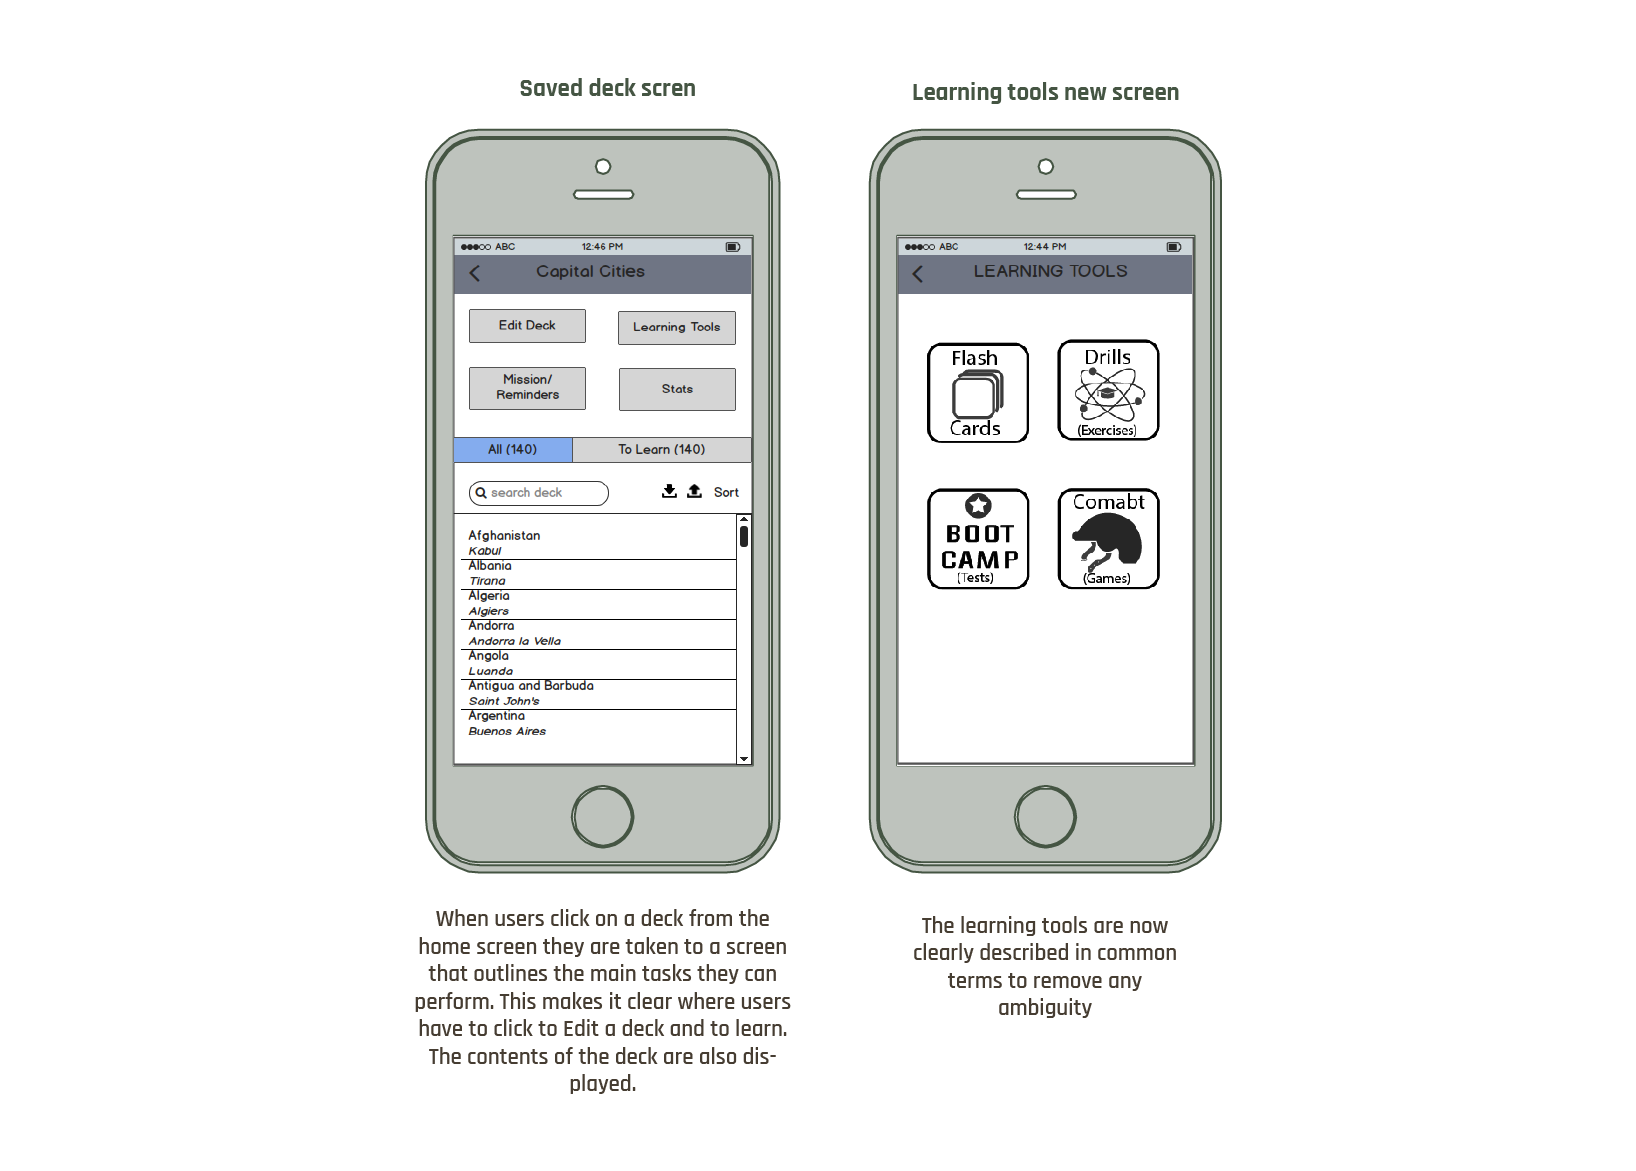 Saved deck scren
ABC 12:46 PM
Capital Cities
Edit Deck
Learning Tools
Mission/
Reminders
Stats
All (140)
To Learn (140)
search deck
Sort
Afghanistan
Kabul
Albania
Tirana
Algeria
Algiers
Andorra
Andorra la Vella
Angola
Luanda
Antigua and Barbuda
Saint John's
Argentina
Buenos Aires
When users click on a deck from the
home screen they are taken to a screen
that outlines the main tasks they can
perform. This makes it clear where users
have to click to Edit a deck and to learn.
The contents of the deck are also dis-
played.
Learning tools new screen
ABC 12:44 PM
LEARNING TOOLS
Flash
Cards
Drills
(Exercises)
BOOT
CAMP
(Tests)
Comabt
(Games)
The learning tools are now
clearly described in common
terms to remove any
ambiguity